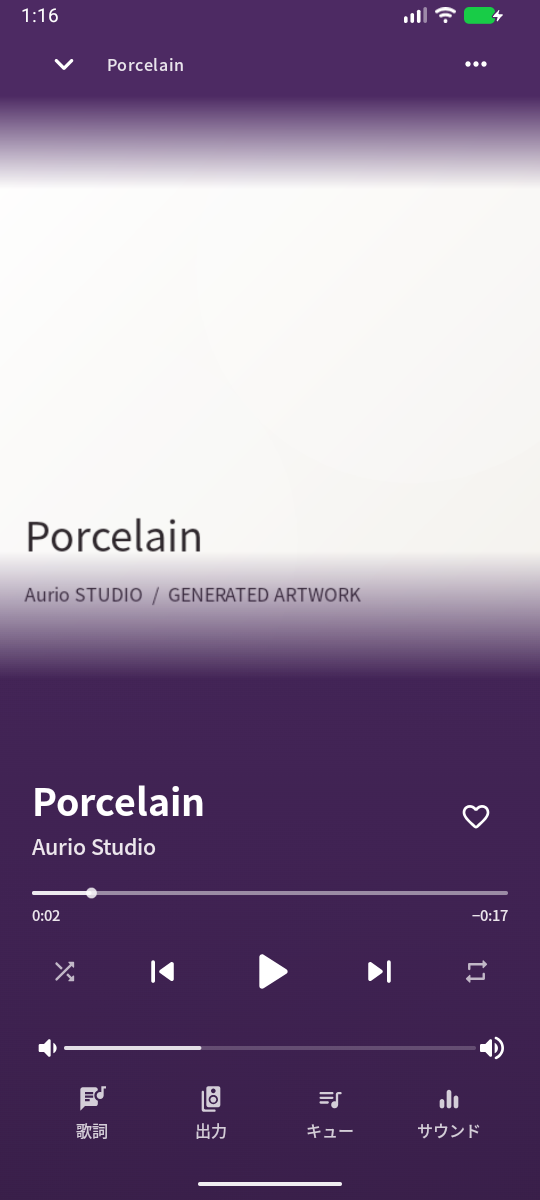 1:16
Porcelain
Porcelain
Aurio STUDIO / GENERATED ARTWORK
Porcelain
Aurio Studio
0:02
−0:17
歌詞
出力
キュー
サウンド